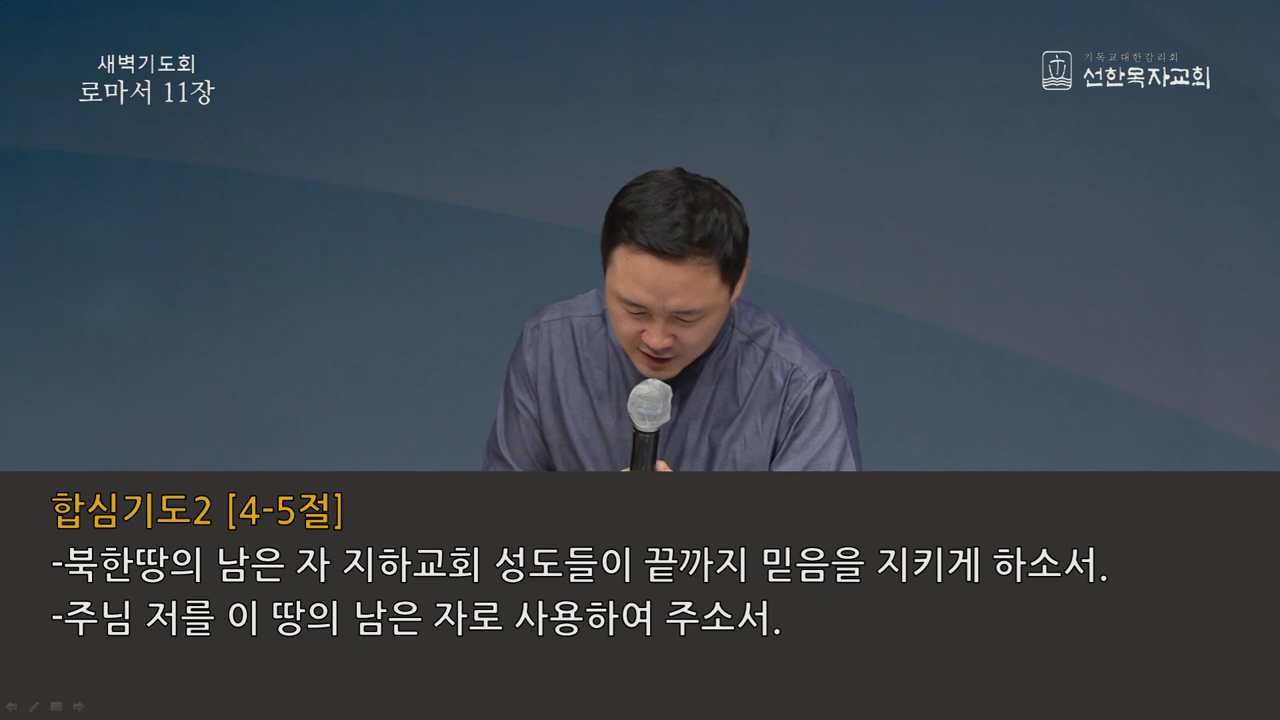 새벽기도회
로마서 11장
기독교대한감리회
선한목자교회
합심기도2 [4-5절]
-북한땅의 남은 자 지하교회 성도들이 끝까지 믿음을 지키게 하소서.
-주님 저를 이 땅의 남은 자로 사용하여 주소서.